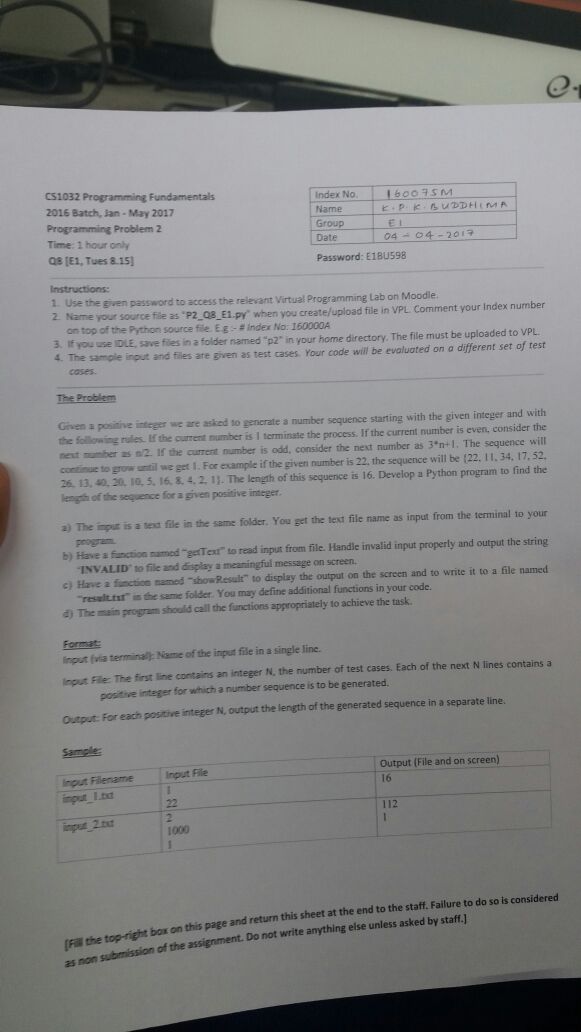 CS1032 Programming Fundamentals
2016 Batch, Jan - May 2017
Programming Problem 2
Time: 1 hour only
Q8 [E1, Tues 8.15]
Index No. 160075M
Name K.P.K.BUDDHIMA
Group E1
Date 04-04-2017
Password: E1BU598
Instructions:
1. Use the given password to access the relevant Virtual Programming Lab on Moodle.
2. Name your source file as "P2_Q8_E1.py" when you create/upload file in VPL. Comment your Index number
on top of the Python source file. E.g :- # Index No: 160000A
3. If you use IDLE, save files in a folder named "p2" in your home directory. The file must be uploaded to VPL.
4. The sample input and files are given as test cases. Your code will be evaluated on a different set of test
cases.
The Problem
Given a positive integer we are asked to generate a number sequence starting with the given integer and with
the following rules. If the current number is 1 terminate the process. If the current number is even, consider the
next number as n/2. If the current number is odd, consider the next number as 3*n+1. The sequence will
continue to grow until we get 1. For example if the given number is 22, the sequence will be {22, 11, 34, 17, 52,
26, 13, 40, 20, 10, 5, 16, 8, 4, 2, 1}. The length of this sequence is 16. Develop a Python program to find the
length of the sequence for a given positive integer.
a) The input is a text file in the same folder. You get the text file name as input from the terminal to your
program.
b) Have a function named "getText" to read input from file. Handle invalid input properly and output the string
"INVALID" to file and display a meaningful message on screen.
c) Have a function named "showResult" to display the output on the screen and to write it to a file named
"result.txt" in the same folder. You may define additional functions in your code.
d) The main program should call the functions appropriately to achieve the task.
Format:
Input (via terminal): Name of the input file in a single line.
Input File: The first line contains an integer N, the number of test cases. Each of the next N lines contains a
positive integer for which a number sequence is to be generated.
Output: For each positive integer N, output the length of the generated sequence in a separate line.
Sample:
Input Filename Input File Output (File and on screen)
input_1.txt 1 16
22
input_2.txt 2 112
1000 1
1
[Fill the top-right box on this page and return this sheet at the end to the staff. Failure to do so is considered
as non submission of the assignment. Do not write anything else unless asked by staff.]